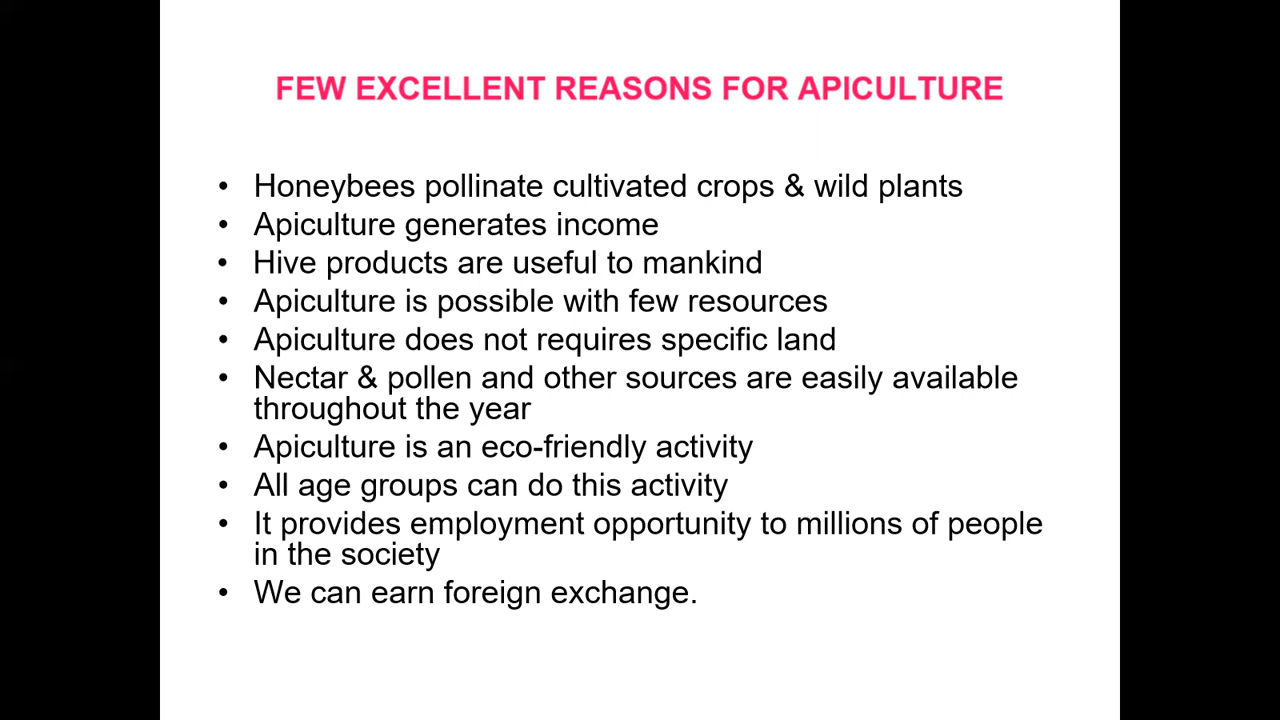 FEW EXCELLENT REASONS FOR APICULTURE
• Honeybees pollinate cultivated crops & wild plants
• Apiculture generates income
• Hive products are useful to mankind
• Apiculture is possible with few resources
• Apiculture does not requires specific land
• Nectar & pollen and other sources are easily available
throughout the year
• Apiculture is an eco-friendly activity
• All age groups can do this activity
• It provides employment opportunity to millions of people
in the society
• We can earn foreign exchange.